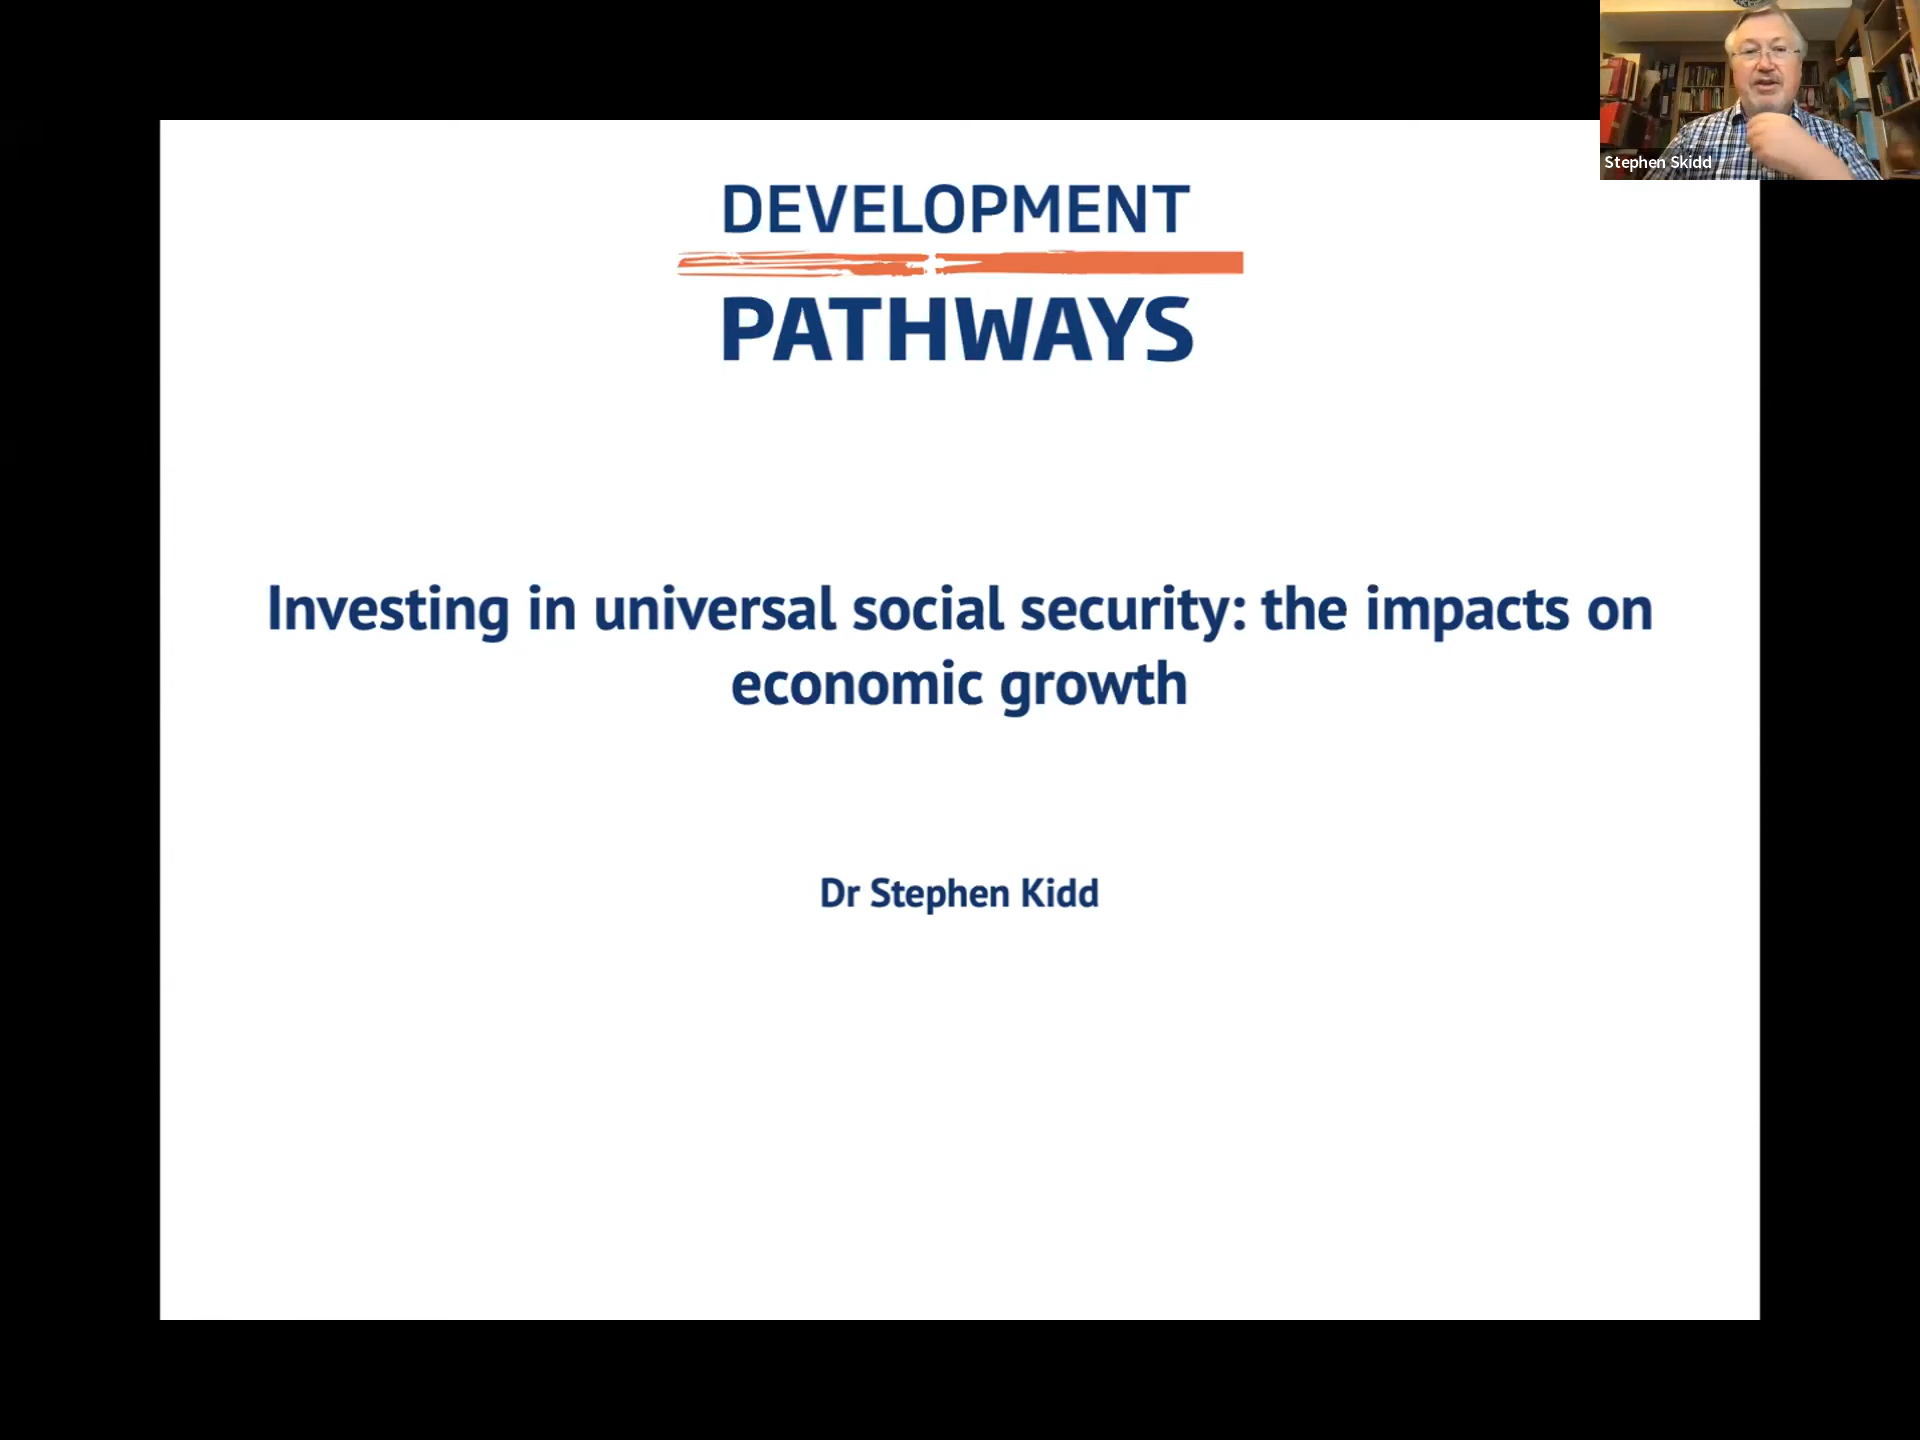 Stephen Skidd
DEVELOPMENT
PATHWAYS
Investing in universal social security: the impacts on
economic growth
Dr Stephen Kidd